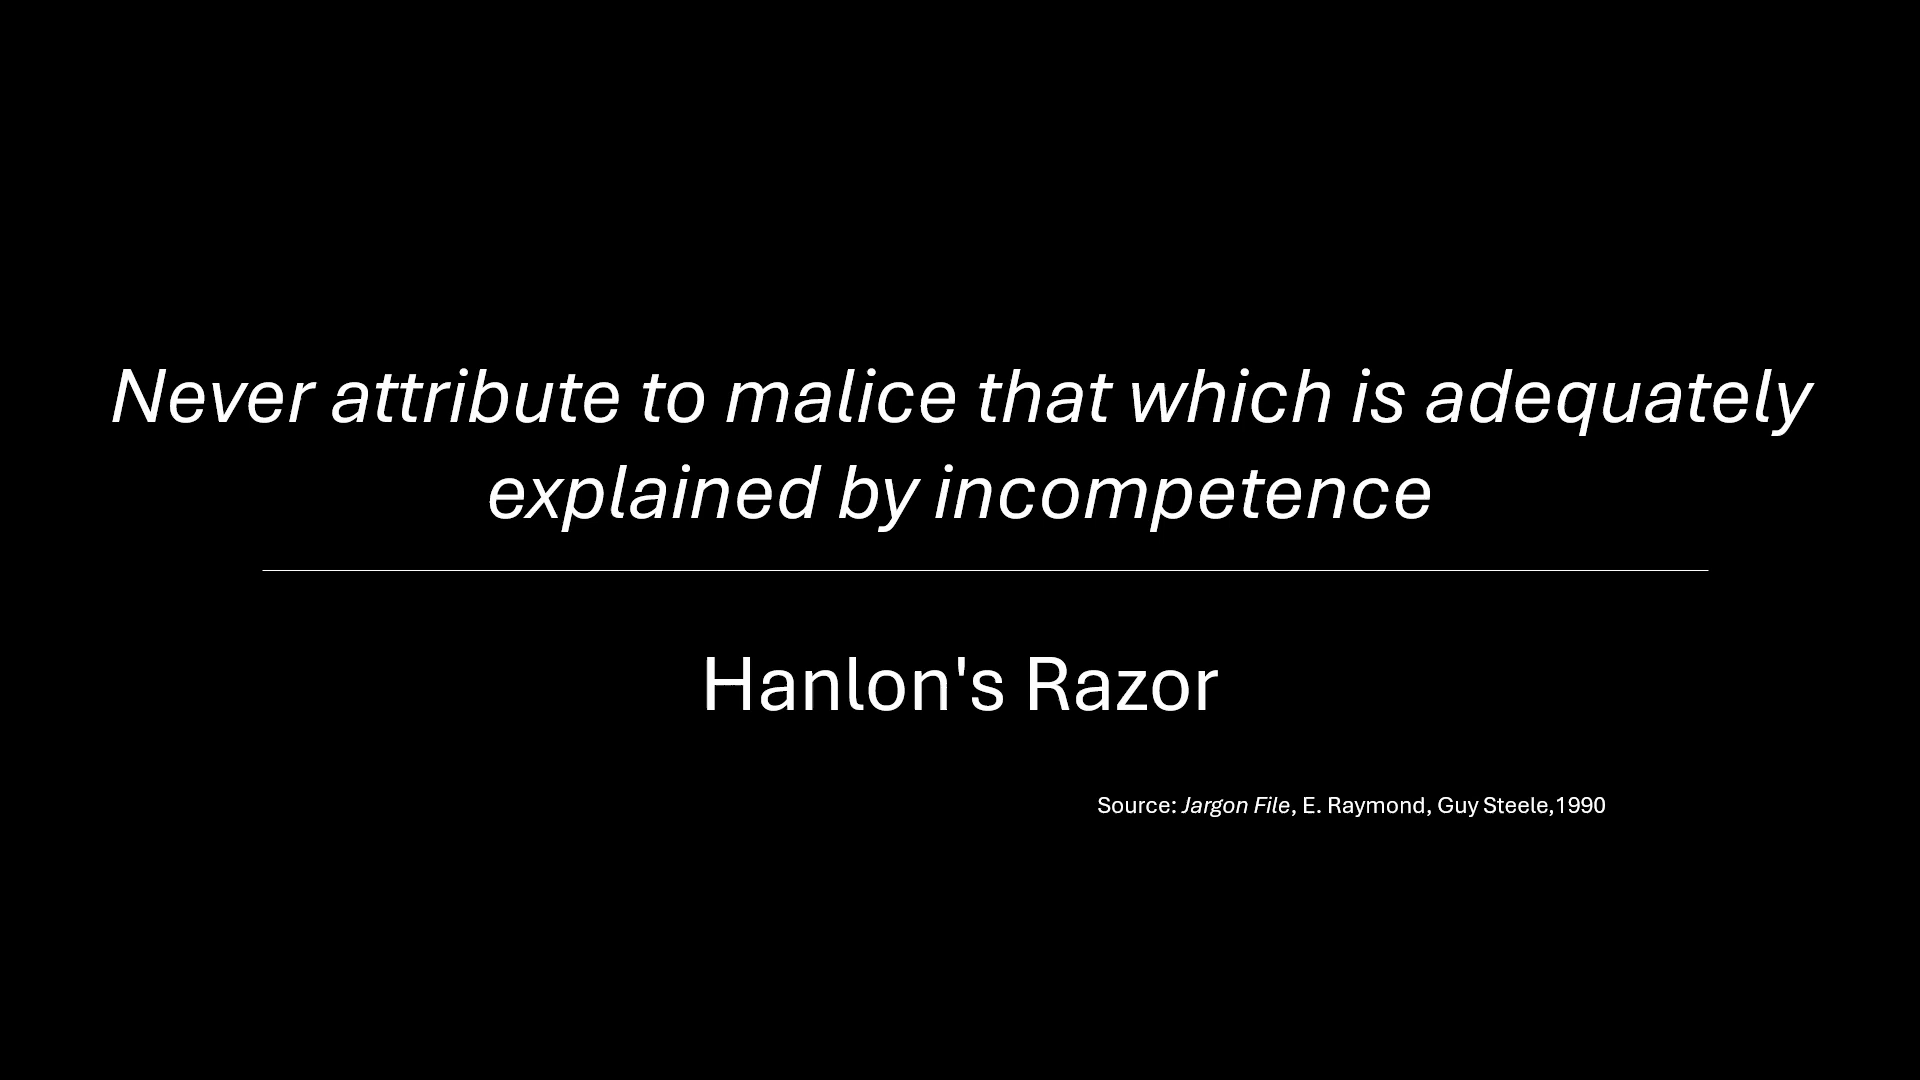 Never attribute to malice that which is adequately
explained by incompetence
Hanlon's Razor
Source: Jargon File, E. Raymond, Guy Steele,1990